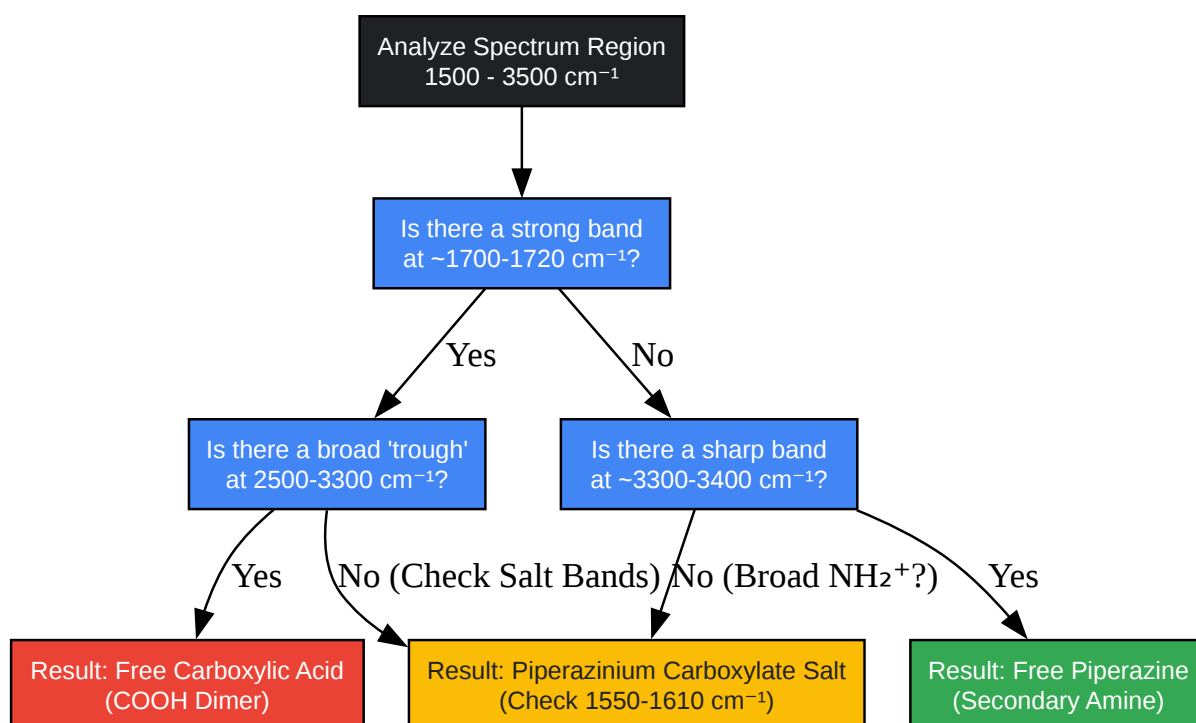 Analyze Spectrum Region
1500 - 3500 cm⁻¹
Is there a strong band
at ~1700-1720 cm⁻¹?
Yes
No
Is there a broad 'trough'
at 2500-3300 cm⁻¹?
Is there a sharp band
at ~3300-3400 cm⁻¹?
Yes
No (Check Salt Bands)
No (Broad NH₂⁺?)
Yes
Result: Free Carboxylic Acid
(COOH Dimer)
Result: Piperazinium Carboxylate Salt
(Check 1550-1610 cm⁻¹)
Result: Free Piperazine
(Secondary Amine)